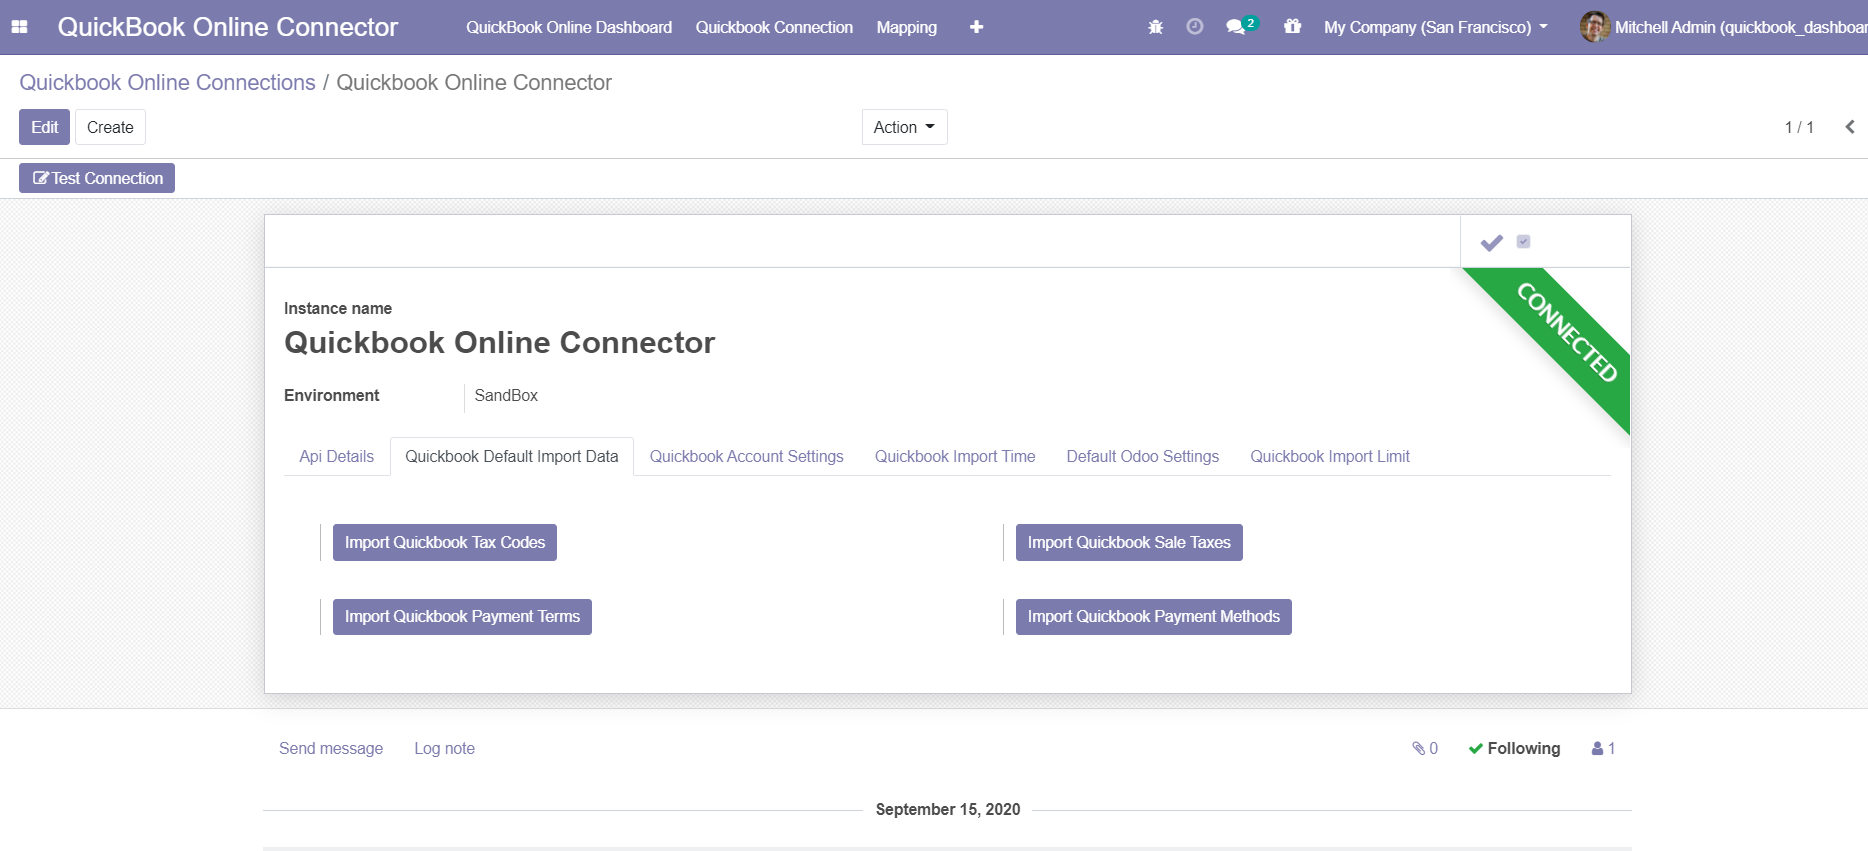 QuickBook Online Connector QuickBook Online Dashboard Quickbook Connection Mapping 2 My Company (San Francisco) Mitchell Admin (quickbook_dashboar
Quickbook Online Connections / Quickbook Online Connector
Edit Create Action 1 / 1
Test Connection
CONNECTED
Instance name
Quickbook Online Connector
Environment SandBox
Api Details Quickbook Default Import Data Quickbook Account Settings Quickbook Import Time Default Odoo Settings Quickbook Import Limit
Import Quickbook Tax Codes Import Quickbook Sale Taxes
Import Quickbook Payment Terms Import Quickbook Payment Methods
Send message Log note 0 Following 1
September 15, 2020